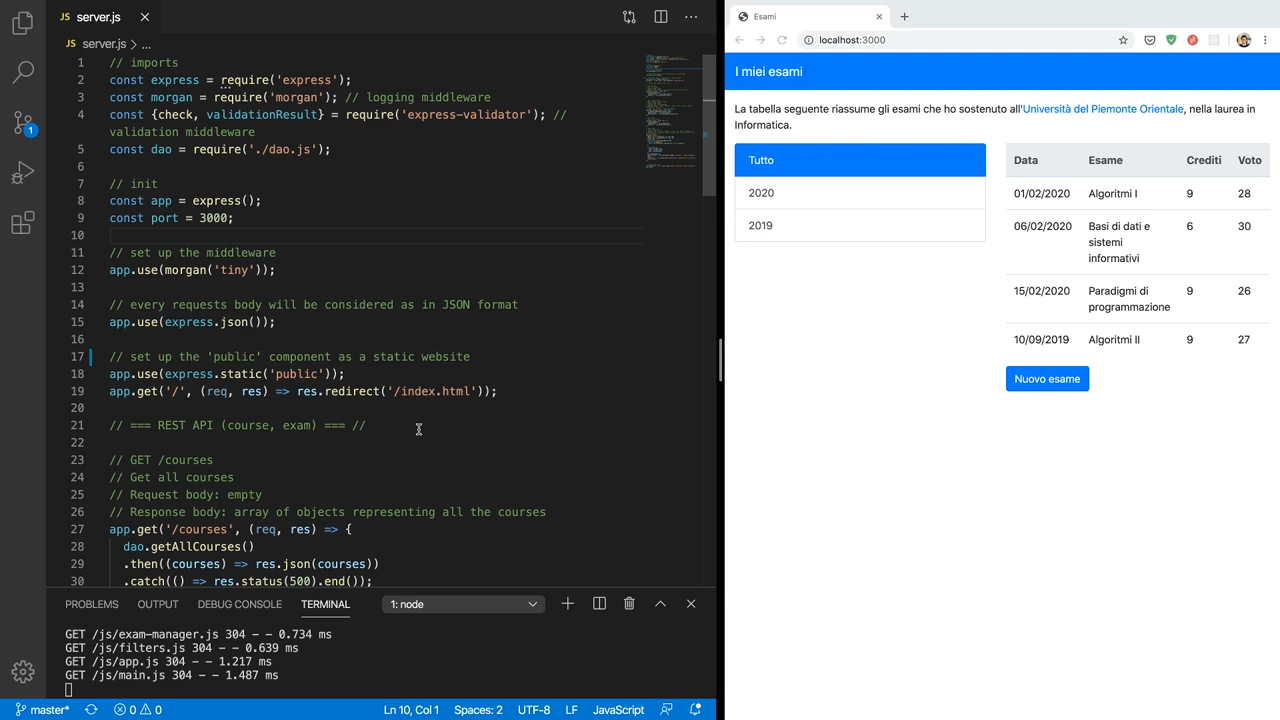 JS server.js
JS server.js > ...
1 // imports
2 const express = require('express');
3 const morgan = require('morgan'); // logging middleware
4 const {check, validationResult} = require('express-validator'); //
validation middleware
5 const dao = require('./dao.js');
6
7 // init
8 const app = express();
9 const port = 3000;
10
11 // set up the middleware
12 app.use(morgan('tiny'));
13
14 // every requests body will be considered as in JSON format
15 app.use(express.json());
16
17 // set up the 'public' component as a static website
18 app.use(express.static('public'));
19 app.get('/', (req, res) => res.redirect('/index.html'));
20
21 // === REST API (course, exam) === //
22
23 // GET /courses
24 // Get all courses
25 // Request body: empty
26 // Response body: array of objects representing all the courses
27 app.get('/courses', (req, res) => {
28 dao.getAllCourses()
29 .then((courses) => res.json(courses))
30 .catch(() => res.status(500).end());
1
PROBLEMS OUTPUT DEBUG CONSOLE TERMINAL 1: node
GET /js/exam-manager.js 304 - - 0.734 ms
GET /js/filters.js 304 - - 0.639 ms
GET /js/app.js 304 - - 1.217 ms
GET /js/main.js 304 - - 1.487 ms
master* 0 0 Ln 10, Col 1 Spaces: 2 UTF-8 LF JavaScript
Esami
localhost:3000
I miei esami
La tabella seguente riassume gli esami che ho sostenuto all'Università del Piemonte Orientale, nella laurea in
Informatica.
Tutto
2020
2019
Data Esame Crediti Voto
01/02/2020 Algoritmi I 9 28
06/02/2020 Basi di dati e 6 30
sistemi
informativi
15/02/2020 Paradigmi di 9 26
programmazione
10/09/2019 Algoritmi II 9 27
Nuovo esame